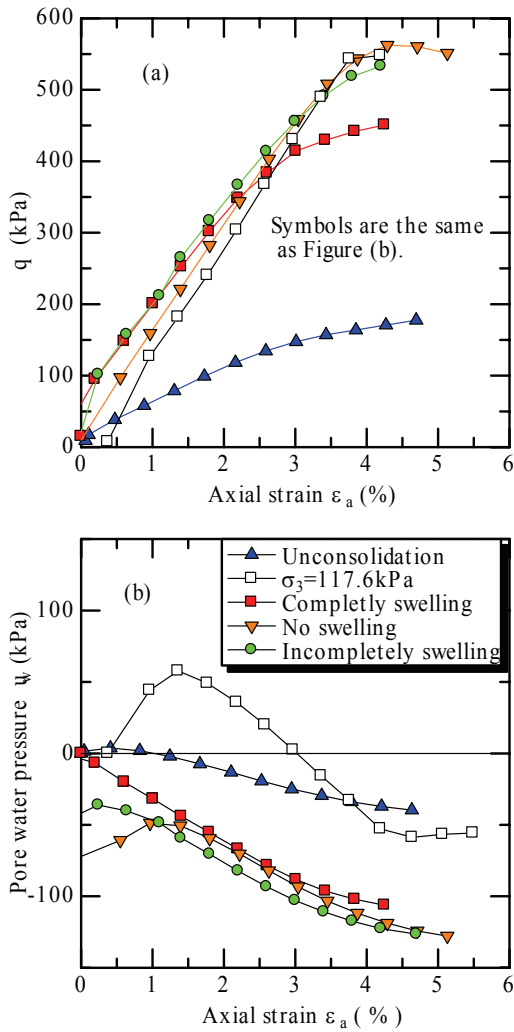 600
500
400
300
200
100
0
q (kPa)
(a)
Symbols are the same
as Figure (b).
0 1 2 3 4 5 6
Axial strain ε a (%)
100
0
-100
Pore water pressure u w (kPa)
(b)
Unconsolidation
σ3=117.6kPa
Completly swelling
No swelling
Incompletely swelling
0 1 2 3 4 5 6
Axial strain ε a ( % )